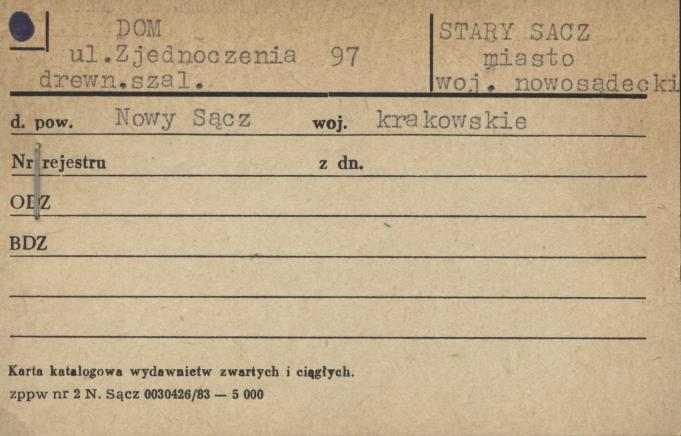 DOM
ul.Zjednoczenia 97
drewn.szal.
STARY SACZ
miasto
woj. nowosądecki
d. pow. Nowy Sącz woj. krakowskie
Nr rejestru z dn.
ODZ
BDZ
Karta katalogowa wydawnictw zwartych i ciągłych.
zppw nr 2 N. Sącz 0030426/83 — 5 000